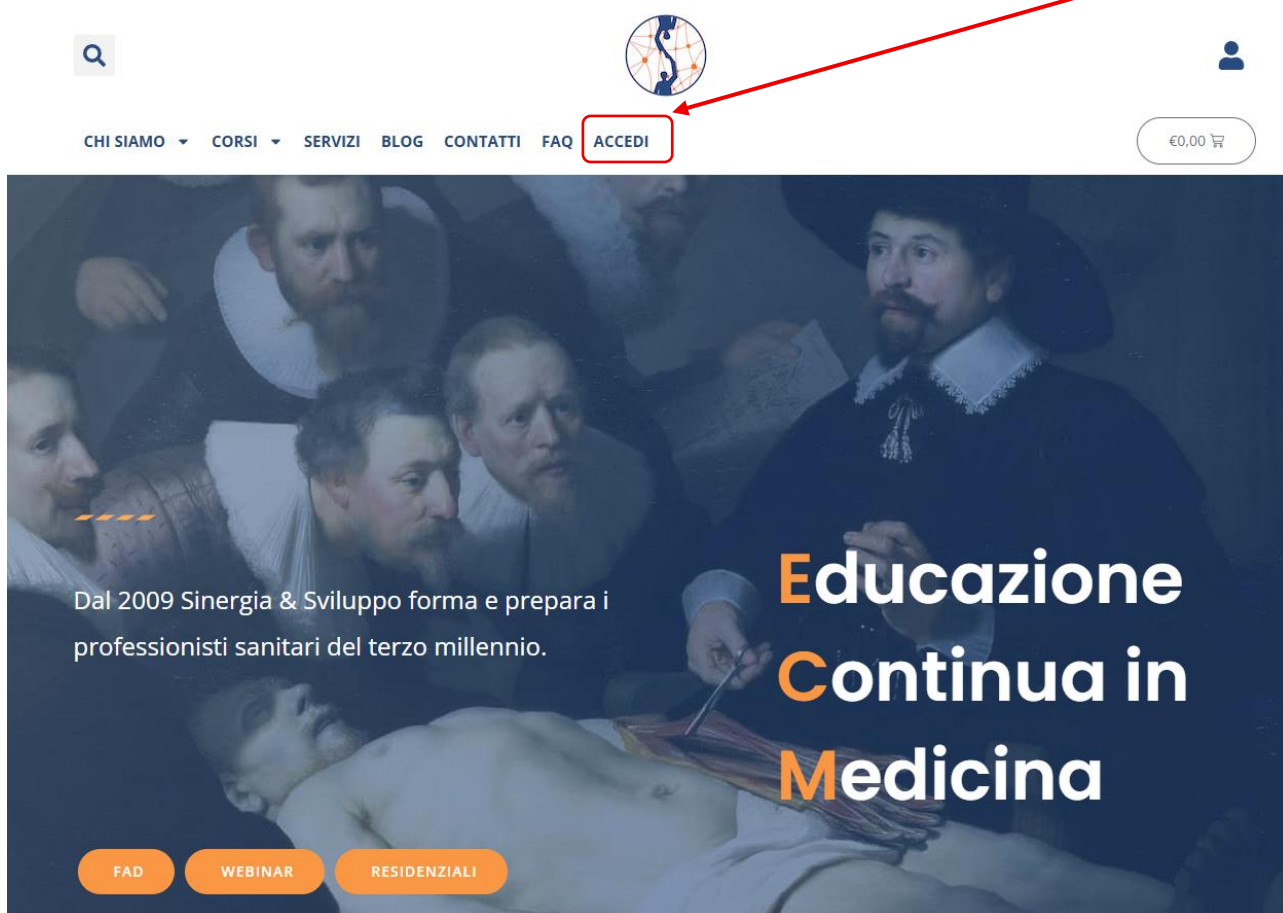 CHI SIAMO CORSI SERVIZI BLOG CONTATTI FAQ ACCEDI
€0,00
Dal 2009 Sinergia & Sviluppo forma e prepara i
professionisti sanitari del terzo millennio.
Educazione
Continua in
Medicina
FAD WEBINAR RESIDENZIALI